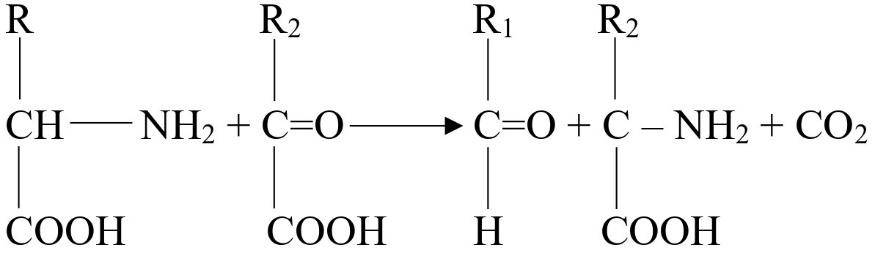 R R₂ R₁ R₂
CH — NH₂ + C=O → C=O + C – NH₂ + CO₂
COOH COOH H COOH